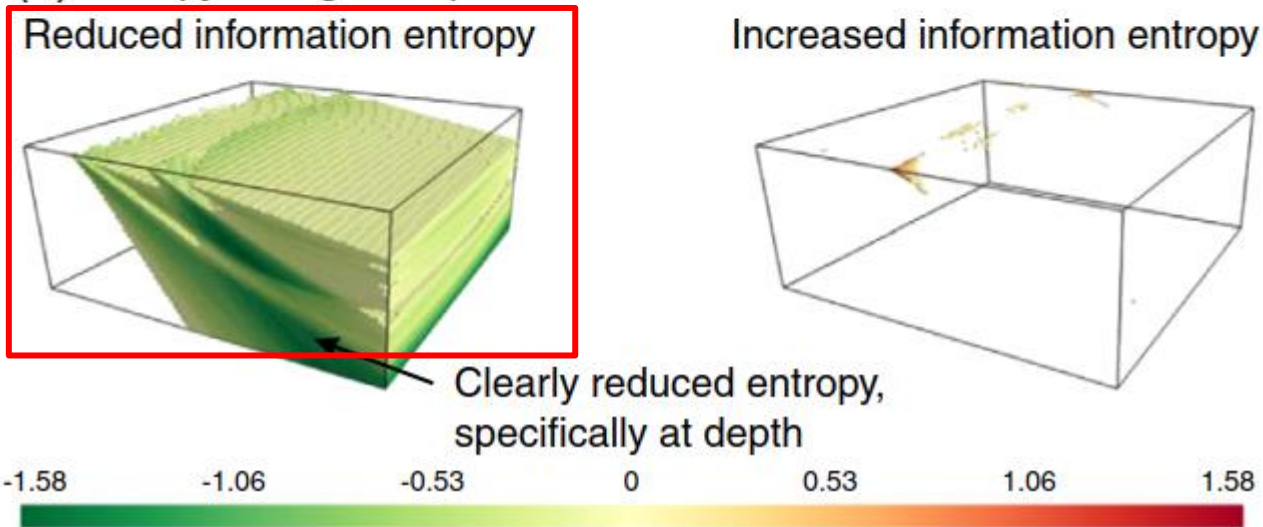 Reduced information entropy
Increased information entropy
Clearly reduced entropy,
specifically at depth
-1.58 -1.06 -0.53 0 0.53 1.06 1.58